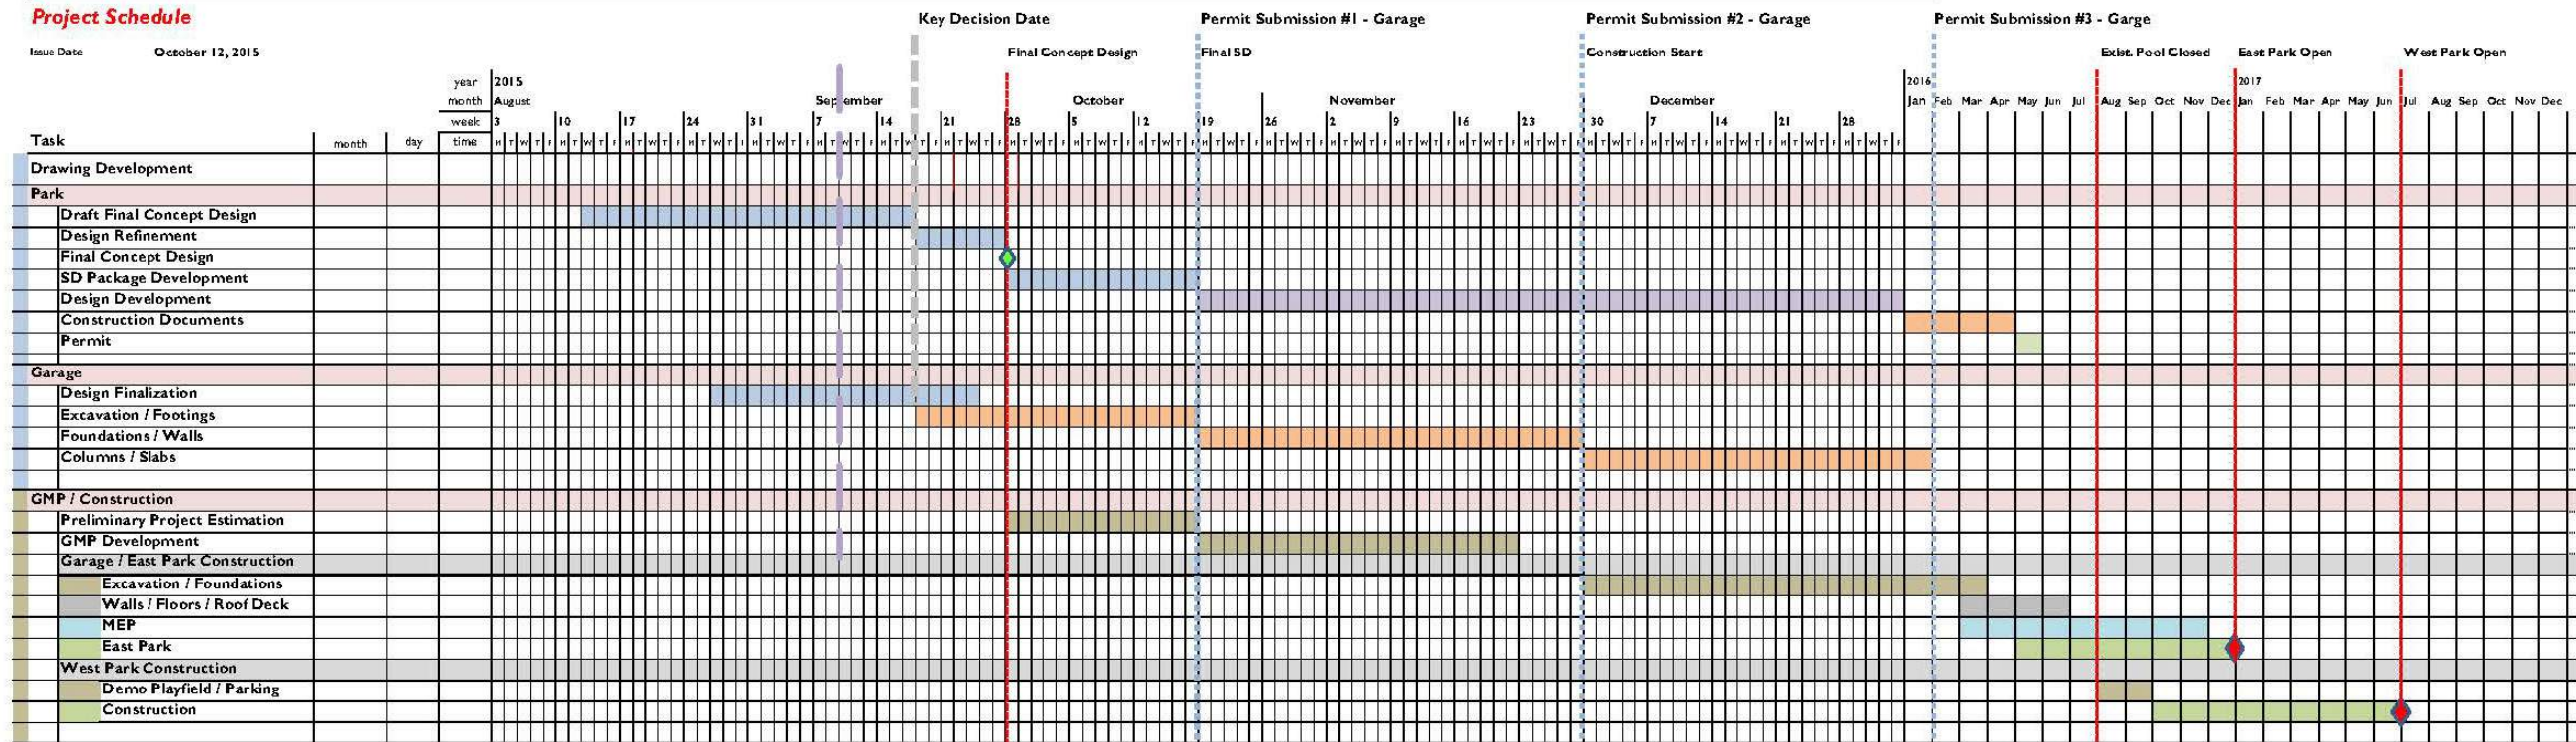 Project Schedule
Key Decision Date
Permit Submission #1 - Garage
Permit Submission #2 - Garage
Permit Submission #3 - Garge
Issue Date October 12, 2015
Final Concept Design
Final SD
Construction Start
Exist. Pool Closed
East Park Open
West Park Open
year 2015 2016 2017
month August September October November December Jan Feb Mar Apr May Jun Jul Aug Sep Oct Nov Dec Jan Feb Mar Apr May Jun Jul Aug Sep Oct Nov Dec
week 3 10 17 24 31 7 14 21 28 5 12 19 26 2 9 16 23 30 7 14 21 28
Task month day time
Drawing Development
Park
Draft Final Concept Design
Design Refinement
Final Concept Design
SD Package Development
Design Development
Construction Documents
Permit
Garage
Design Finalization
Excavation / Footings
Foundations / Walls
Columns / Slabs
GMP / Construction
Preliminary Project Estimation
GMP Development
Garage / East Park Construction
Excavation / Foundations
Walls / Floors / Roof Deck
MEP
East Park
West Park Construction
Demo Playfield / Parking
Construction